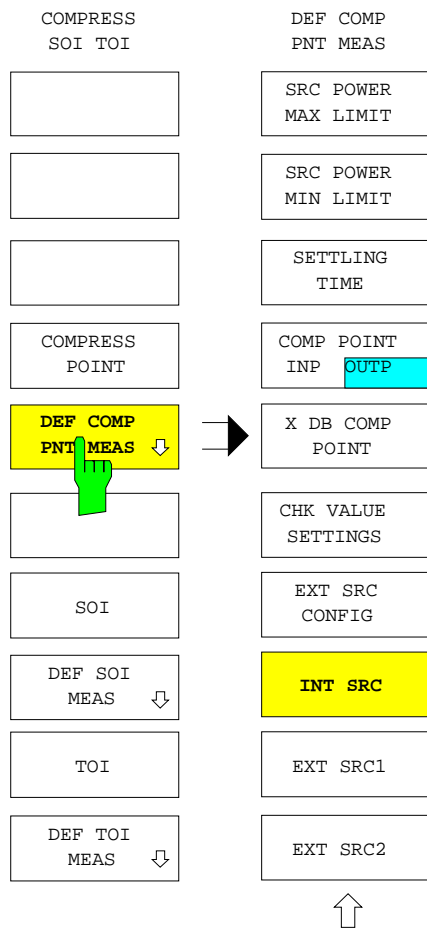 COMPRESS
SOI TOI
COMPRESS
POINT
DEF COMP
PNT MEAS
SOI
DEF SOI
MEAS
TOI
DEF TOI
MEAS
DEF COMP
PNT MEAS
SRC POWER
MAX LIMIT
SRC POWER
MIN LIMIT
SETTLING
TIME
COMP POINT
INP OUTP
X DB COMP
POINT
CHK VALUE
SETTINGS
EXT SRC
CONFIG
INT SRC
EXT SRC1
EXT SRC2